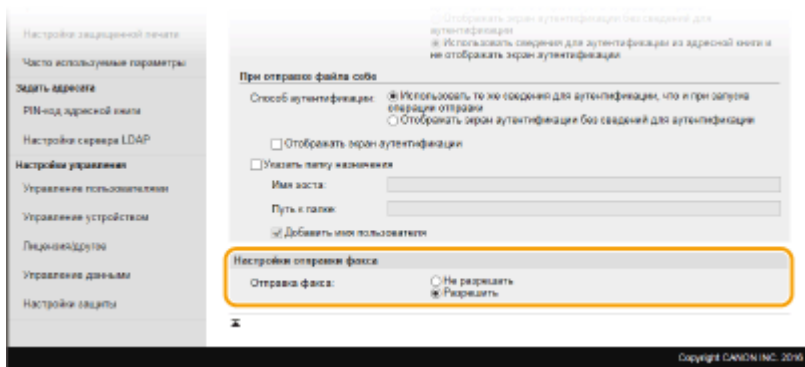 Отображать экран аутентификации без сведений для
аутентификации
Использовать сведения для аутентификации из адресной книги и
не отображать экран аутентификации
Настройки защищенной печати
Часто используемые параметры
Задать адресата
PIN-код адресной книги
Настройки сервера LDAP
Настройки управления
Управление пользователями
Управление устройством
Лицензия/другое
Управление данными
Настройки защиты
При отправке файла себе
Способ аутентификации:
Использовать те же сведения для аутентификации, что и при запуске
операции отправки
Отображать экран аутентификации без сведений для аутентификации
Отображать экран аутентификации
Указать папку назначения
Имя хоста:
Путь к папке:
Добавить имя пользователя
Настройки отправки факса
Отправка факса:
Не разрешать
Разрешить
Copyright CANON INC. 2016